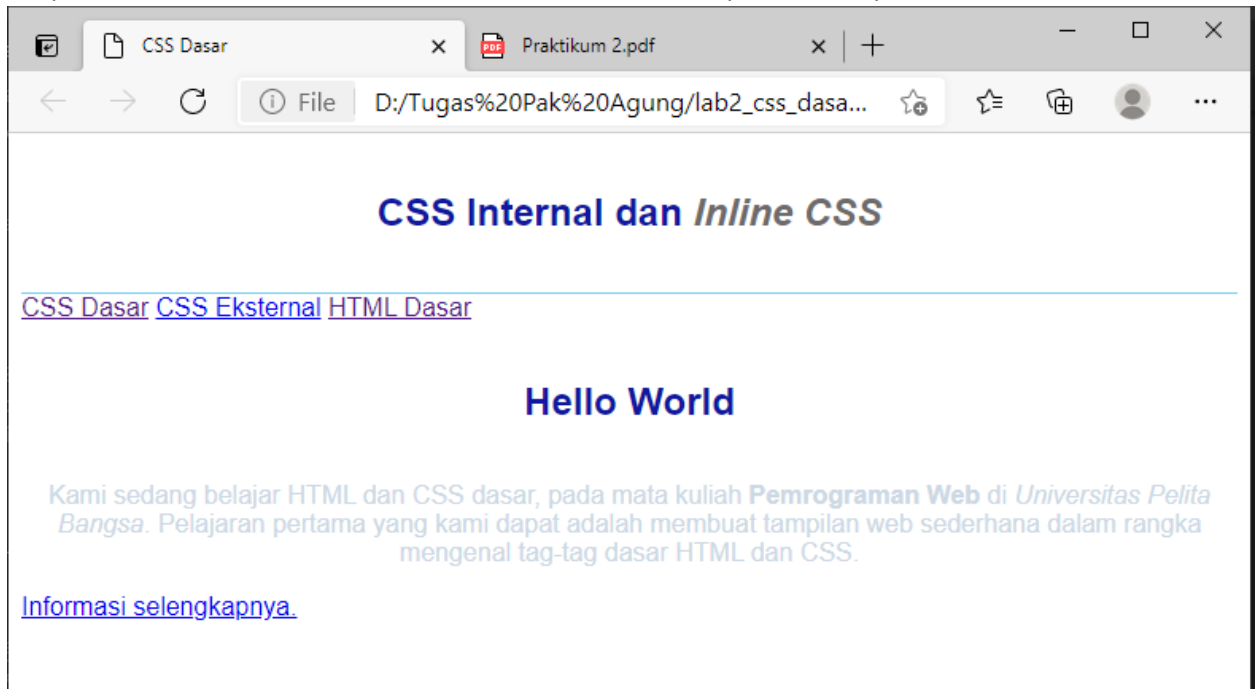 CSS Dasar
Praktikum 2.pdf
File D:/Tugas%20Pak%20Agung/lab2_css_dasa...
CSS Internal dan Inline CSS
CSS Dasar CSS Eksternal HTML Dasar
Hello World
Kami sedang belajar HTML dan CSS dasar, pada mata kuliah Pemrograman Web di Universitas Pelita
Bangsa. Pelajaran pertama yang kami dapat adalah membuat tampilan web sederhana dalam rangka
mengenal tag-tag dasar HTML dan CSS.
Informasi selengkapnya.